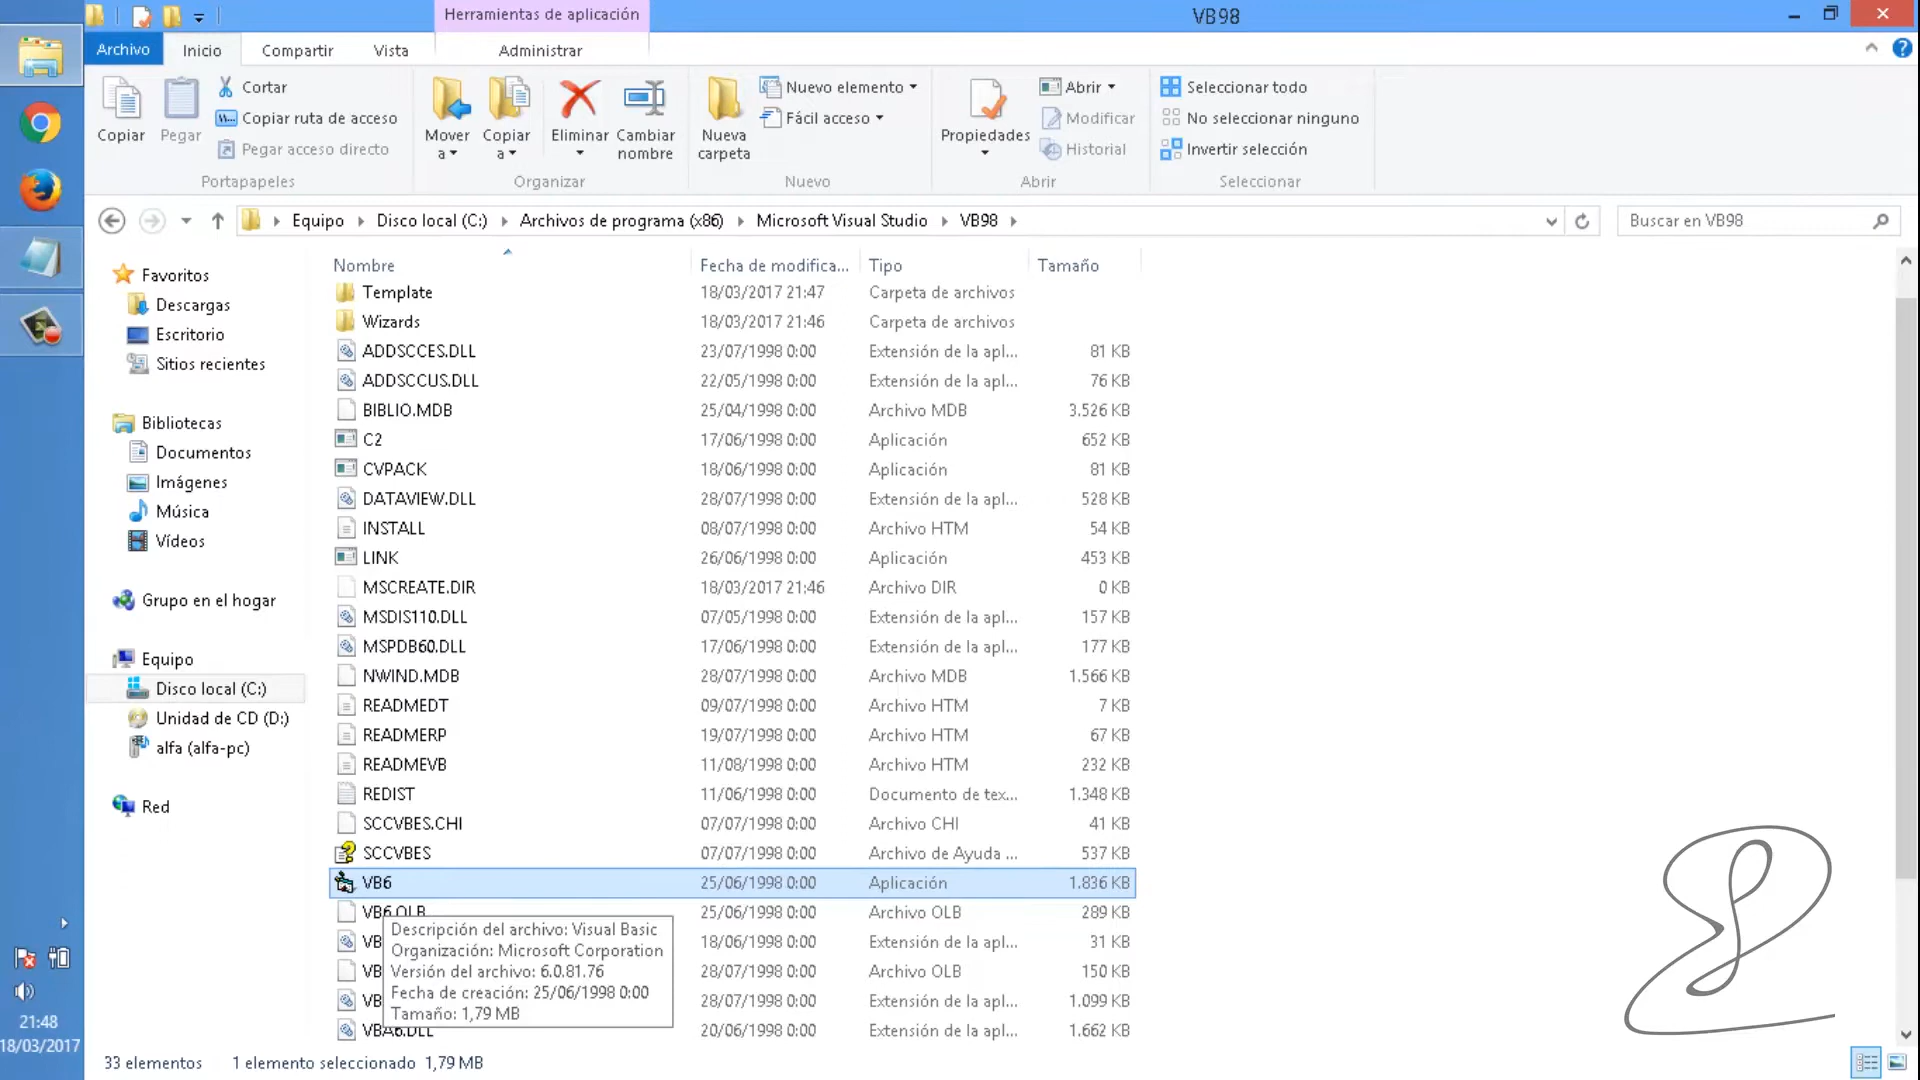 Herramientas de aplicación
VB98
Archivo
Inicio
Compartir
Vista
Administrar
Copiar
Pegar
Cortar
Copiar ruta de acceso
Pegar acceso directo
Portapapeles
Mover a
Copiar a
Eliminar
Cambiar nombre
Organizar
Nueva carpeta
Nuevo elemento
Fácil acceso
Nuevo
Propiedades
Abrir
Modificar
Historial
Abrir
Seleccionar todo
No seleccionar ninguno
Invertir selección
Seleccionar
Equipo Disco local (C:) Archivos de programa (x86) Microsoft Visual Studio VB98
Buscar en VB98
Favoritos
Descargas
Escritorio
Sitios recientes
Bibliotecas
Documentos
Imágenes
Música
Vídeos
Grupo en el hogar
Equipo
Disco local (C:)
Unidad de CD (D:)
alfa (alfa-pc)
Red
Nombre Fecha de modifica... Tipo Tamaño
Template 18/03/2017 21:47 Carpeta de archivos
Wizards 18/03/2017 21:46 Carpeta de archivos
ADDSCCES.DLL 23/07/1998 0:00 Extensión de la apl... 81 KB
ADDSCCUS.DLL 22/05/1998 0:00 Extensión de la apl... 76 KB
BIBLIO.MDB 25/04/1998 0:00 Archivo MDB 3.526 KB
C2 17/06/1998 0:00 Aplicación 652 KB
CVPACK 18/06/1998 0:00 Aplicación 81 KB
DATAVIEW.DLL 28/07/1998 0:00 Extensión de la apl... 528 KB
INSTALL 08/07/1998 0:00 Archivo HTM 54 KB
LINK 26/06/1998 0:00 Aplicación 453 KB
MSCREATE.DIR 18/03/2017 21:46 Archivo DIR 0 KB
MSDIS110.DLL 07/05/1998 0:00 Extensión de la apl... 157 KB
MSPDB60.DLL 17/06/1998 0:00 Extensión de la apl... 177 KB
NWIND.MDB 28/07/1998 0:00 Archivo MDB 1.566 KB
READMEDT 09/07/1998 0:00 Archivo HTM 7 KB
READMERP 19/07/1998 0:00 Archivo HTM 67 KB
READMEVB 11/08/1998 0:00 Archivo HTM 232 KB
REDIST 11/06/1998 0:00 Documento de tex... 1.348 KB
SCCVBES.CHI 07/07/1998 0:00 Archivo CHI 41 KB
SCCVBES 07/07/1998 0:00 Archivo de Ayuda ... 537 KB
VB6 25/06/1998 0:00 Aplicación 1.836 KB
VB6.OLB 25/06/1998 0:00 Archivo OLB 289 KB
VB 18/06/1998 0:00 Extensión de la apl... 31 KB
VB 28/07/1998 0:00 Archivo OLB 150 KB
VB 28/07/1998 0:00 Extensión de la apl... 1.099 KB
VBA6.DLL 20/06/1998 0:00 Extensión de la apl... 1.662 KB
Descripción del archivo: Visual Basic
Organización: Microsoft Corporation
Versión del archivo: 6.0.81.76
Fecha de creación: 25/06/1998 0:00
Tamaño: 1,79 MB
21:48
18/03/2017
33 elementos 1 elemento seleccionado 1,79 MB